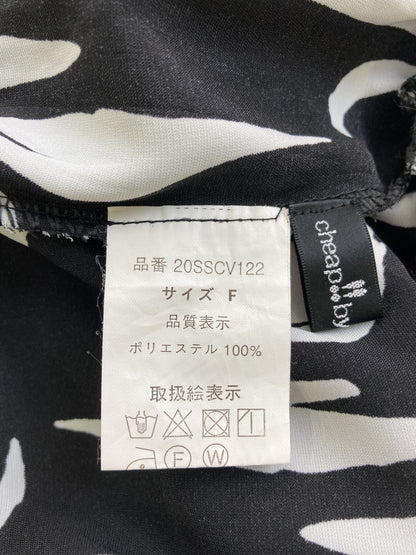 品番 20SSCV122
サイズ F
品質表示
ポリエステル 100%
取扱絵表示
F W
cheap by